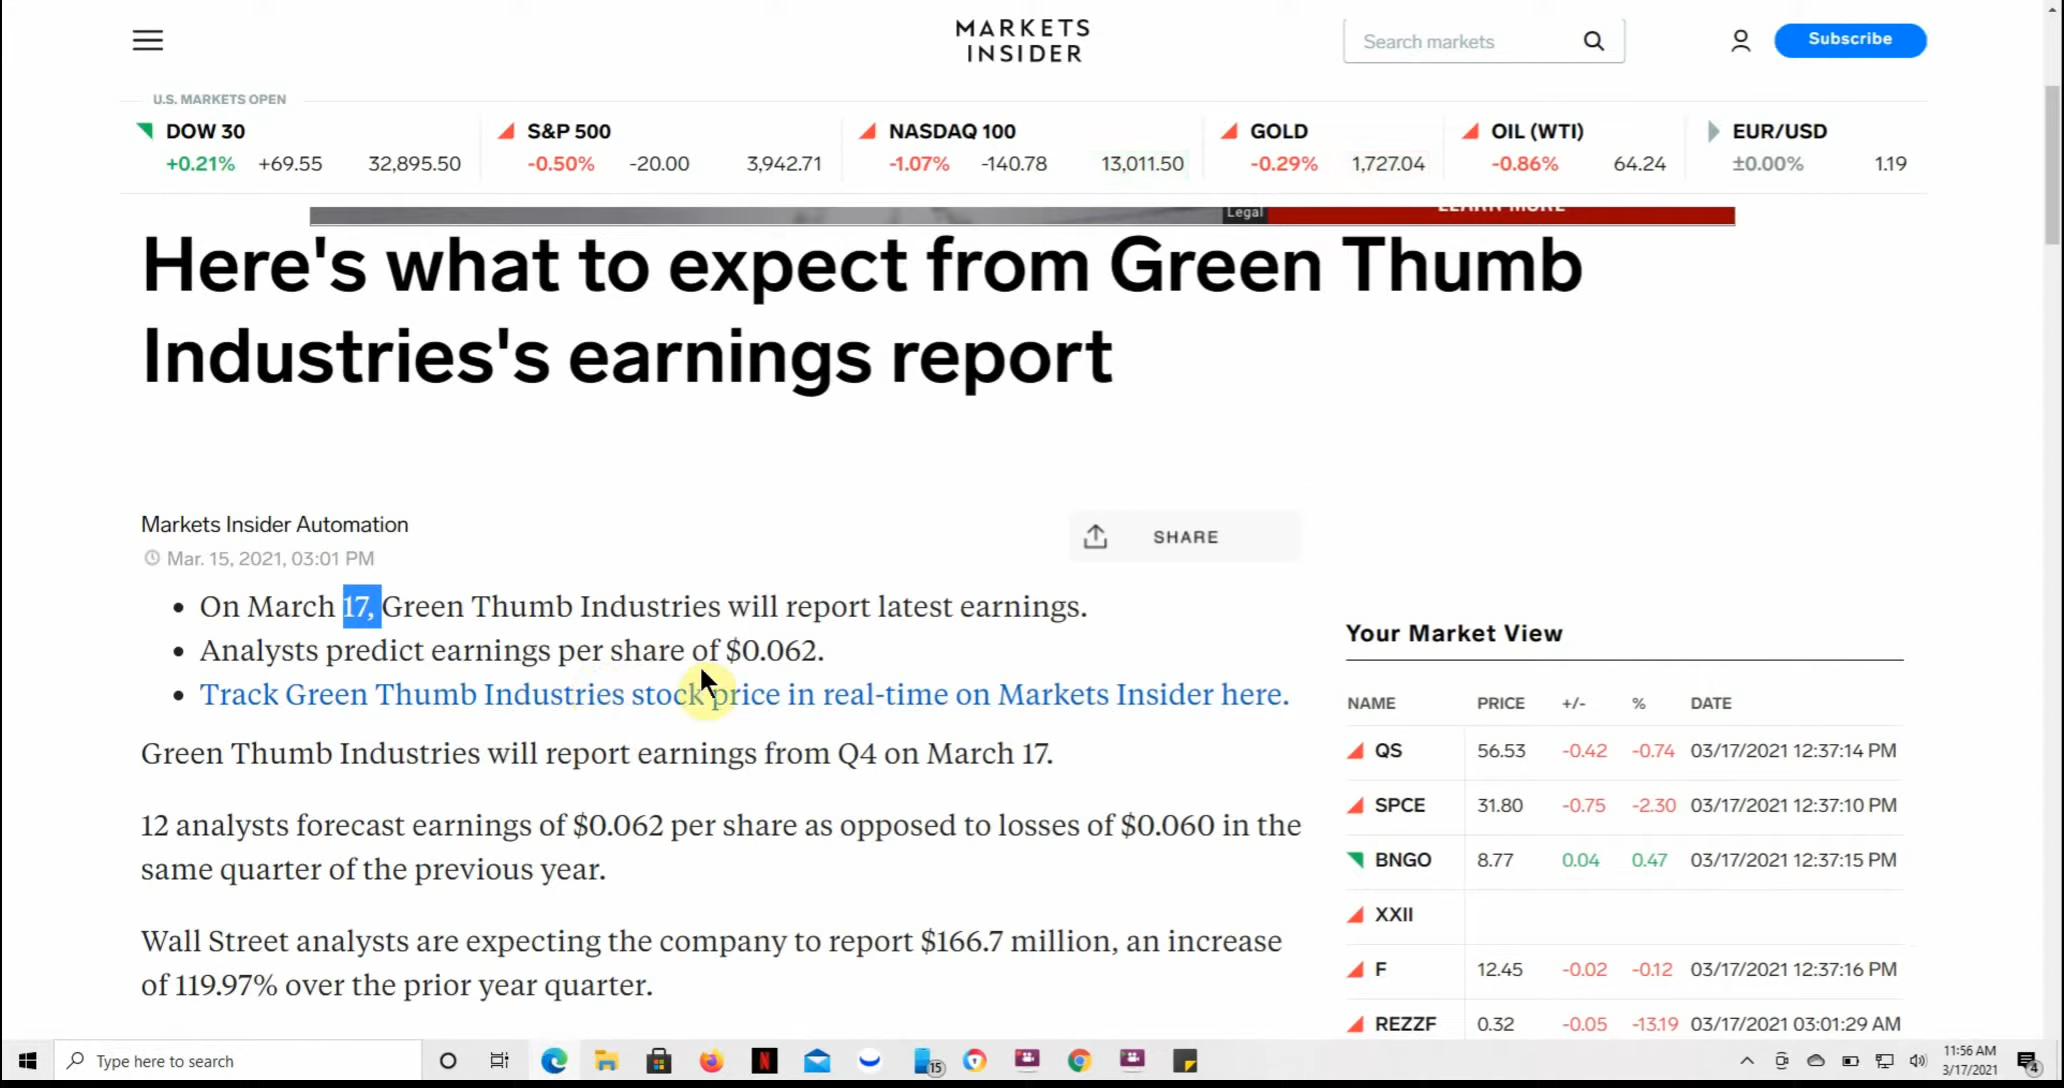 MARKETS
INSIDER
Search markets
Subscribe
U.S. MARKETS OPEN
DOW 30
+0.21% +69.55 32,895.50
S&P 500
-0.50% -20.00 3,942.71
NASDAQ 100
-1.07% -140.78 13,011.50
GOLD
-0.29% 1,727.04
OIL (WTI)
-0.86% 64.24
EUR/USD
±0.00% 1.19
Legal
LEARN MORE
Here's what to expect from Green Thumb
Industries's earnings report
Markets Insider Automation
Mar. 15, 2021, 03:01 PM
SHARE
• On March 17, Green Thumb Industries will report latest earnings.
• Analysts predict earnings per share of $0.062.
• Track Green Thumb Industries stock price in real-time on Markets Insider here.
Green Thumb Industries will report earnings from Q4 on March 17.
12 analysts forecast earnings of $0.062 per share as opposed to losses of $0.060 in the
same quarter of the previous year.
Wall Street analysts are expecting the company to report $166.7 million, an increase
of 119.97% over the prior year quarter.
Your Market View
NAME PRICE +/- % DATE
QS 56.53 -0.42 -0.74 03/17/2021 12:37:14 PM
SPCE 31.80 -0.75 -2.30 03/17/2021 12:37:10 PM
BNGO 8.77 0.04 0.47 03/17/2021 12:37:15 PM
XXII
F 12.45 -0.02 -0.12 03/17/2021 12:37:16 PM
REZZF 0.32 -0.05 -13.19 03/17/2021 03:01:29 AM
Type here to search
15
11:56 AM
3/17/2021
4